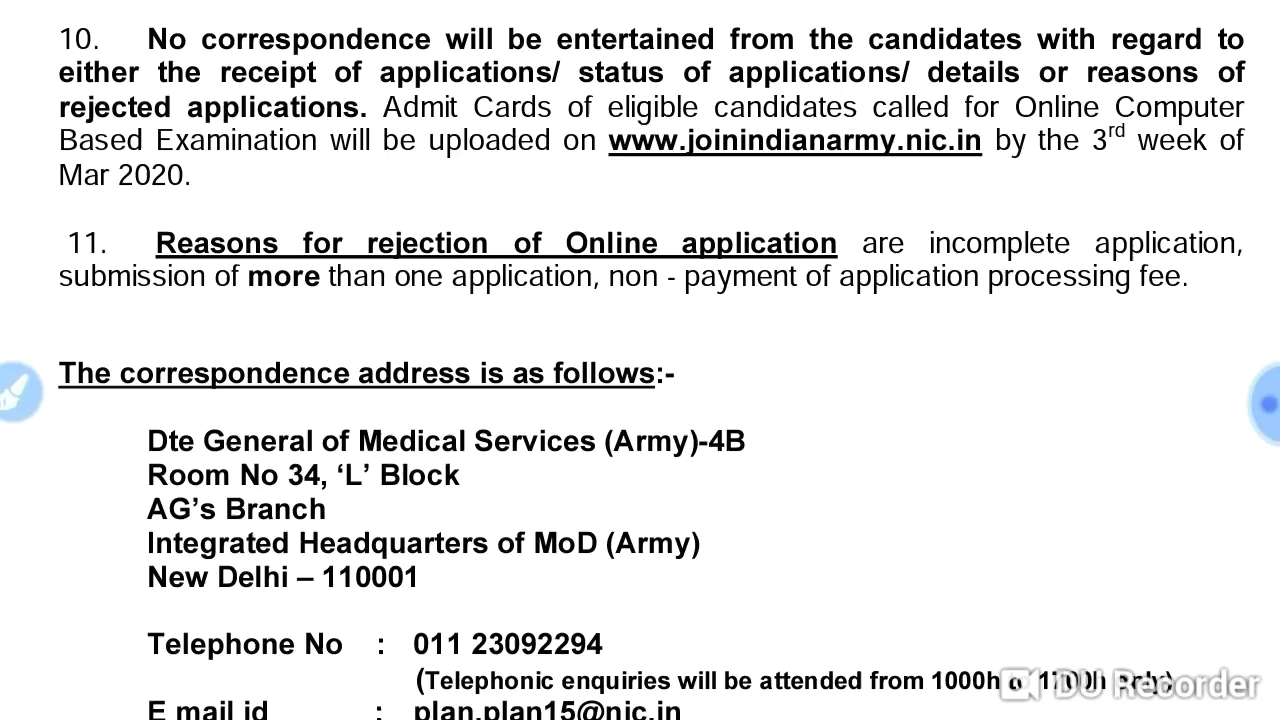 10. No correspondence will be entertained from the candidates with regard to
either the receipt of applications/ status of applications/ details or reasons of
rejected applications. Admit Cards of eligible candidates called for Online Computer
Based Examination will be uploaded on www.joinindianarmy.nic.in by the 3rd week of
Mar 2020.
11. Reasons for rejection of Online application are incomplete application,
submission of more than one application, non - payment of application processing fee.
The correspondence address is as follows:-
Dte General of Medical Services (Army)-4B
Room No 34, ‘L’ Block
AG’s Branch
Integrated Headquarters of MoD (Army)
New Delhi – 110001
Telephone No : 011 23092294
(Telephonic enquiries will be attended from 1000h to 1700h only)
DU Recorder
E mail id : plan.plan15@nic.in